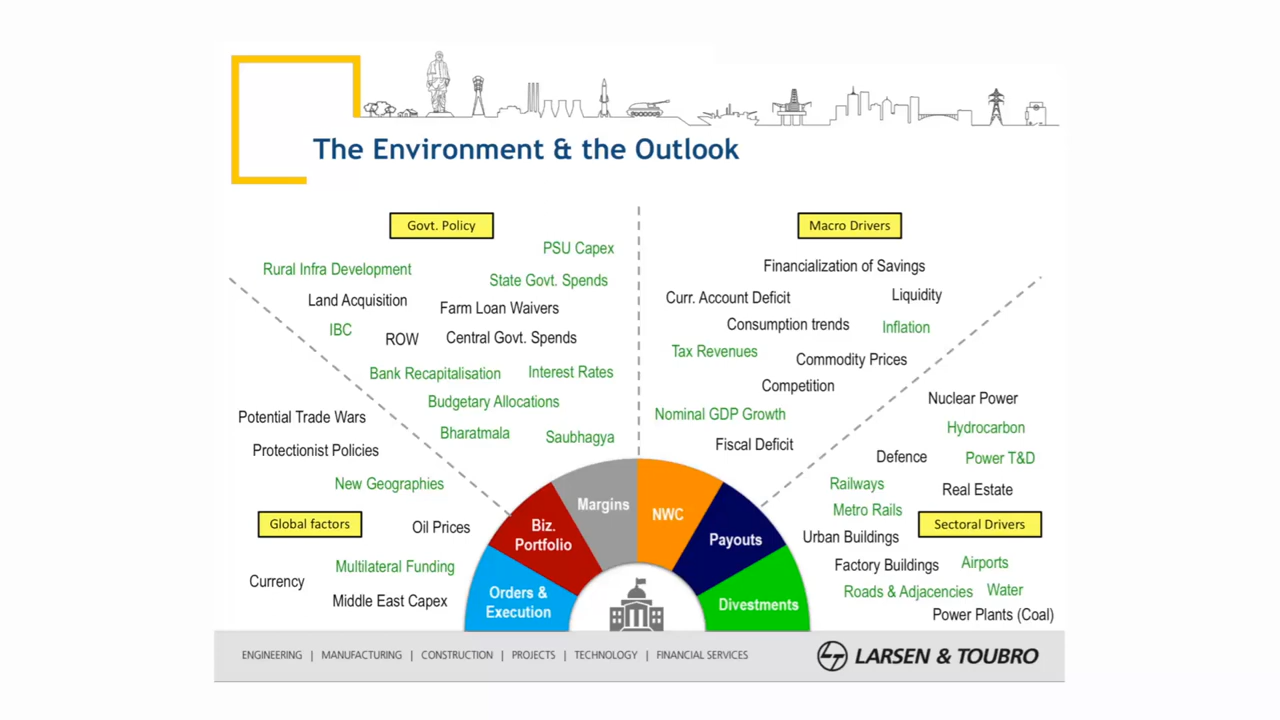 The Environment & the Outlook
Govt. Policy
PSU Capex
Rural Infra Development
State Govt. Spends
Land Acquisition
Farm Loan Waivers
IBC
ROW
Central Govt. Spends
Bank Recapitalisation
Interest Rates
Budgetary Allocations
Bharatmala
Saubhagya
Macro Drivers
Financialization of Savings
Curr. Account Deficit
Liquidity
Consumption trends
Inflation
Tax Revenues
Commodity Prices
Competition
Nominal GDP Growth
Fiscal Deficit
Potential Trade Wars
Protectionist Policies
New Geographies
Global factors
Oil Prices
Multilateral Funding
Currency
Middle East Capex
Nuclear Power
Hydrocarbon
Defence
Power T&D
Railways
Real Estate
Metro Rails
Sectoral Drivers
Urban Buildings
Factory Buildings
Airports
Roads & Adjacencies
Water
Power Plants (Coal)
Orders &
Execution
Biz.
Portfolio
Margins
NWC
Payouts
Divestments
ENGINEERING | MANUFACTURING | CONSTRUCTION | PROJECTS | TECHNOLOGY | FINANCIAL SERVICES
LARSEN & TOUBRO